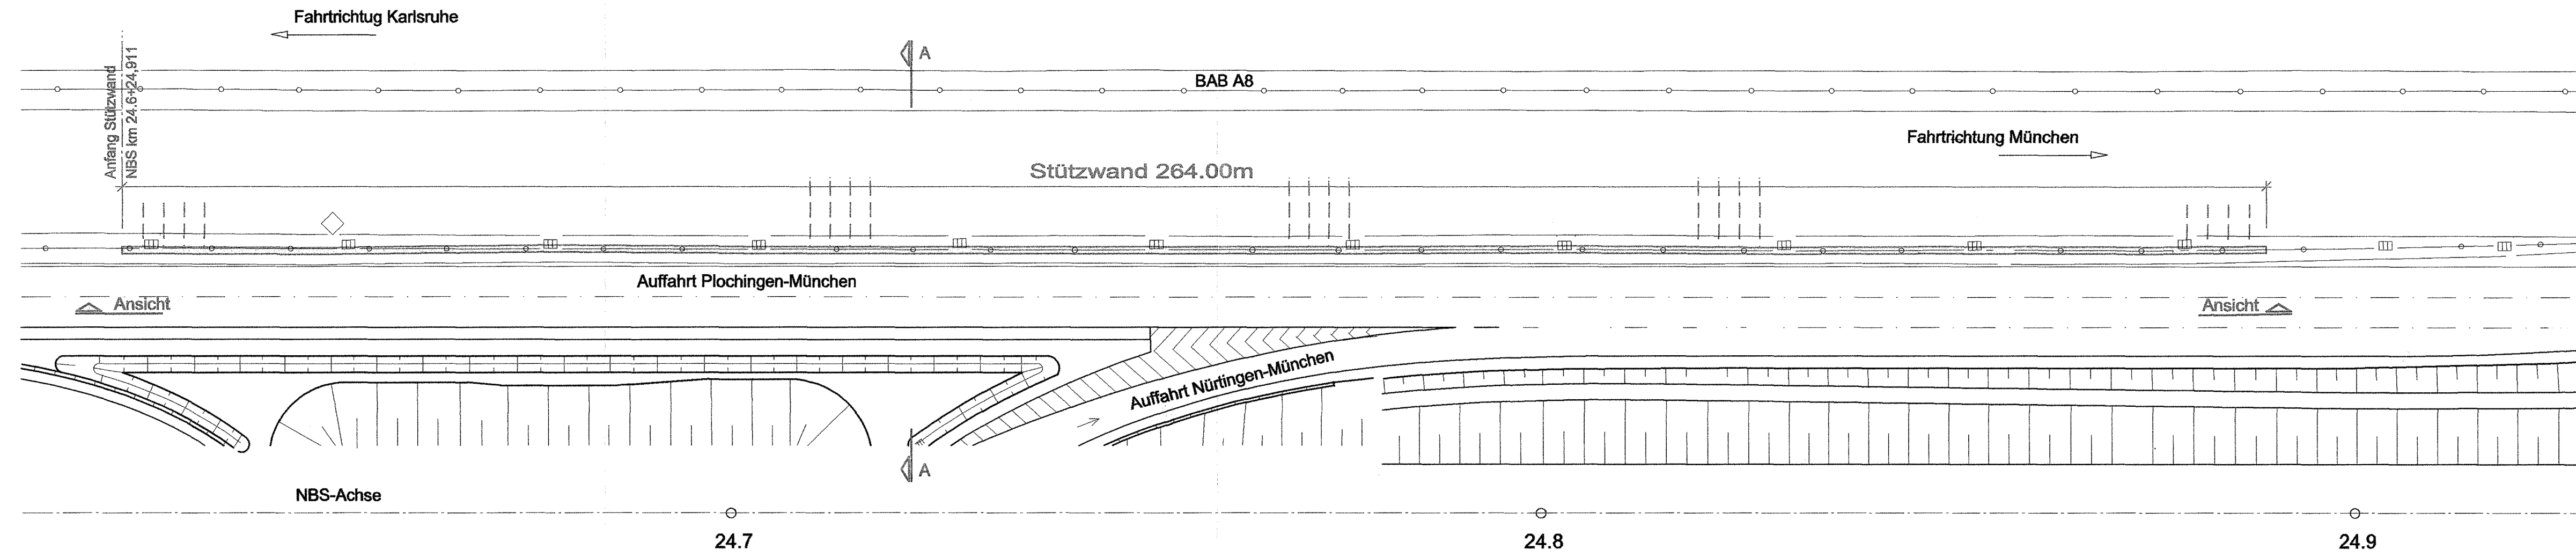 Fahrtrichtug Karlsruhe
A
BAB A8
Anfang Stützwand
NBS km 24.6+24,911
Fahrtrichtung München
Stützwand 264.00m
Auffahrt Plochingen-München
Ansicht
Ansicht
Auffahrt Nürtingen-München
A
NBS-Achse
24.7
24.8
24.9